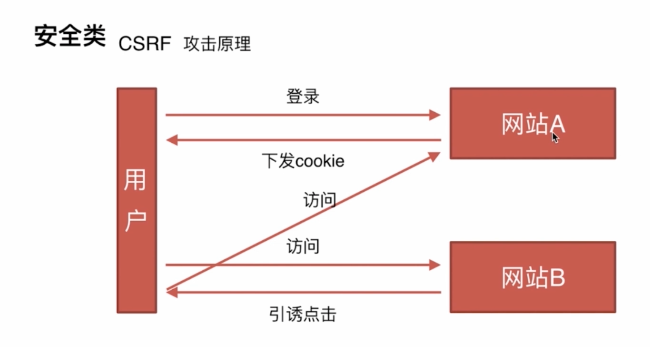 安全类 CSRF 攻击原理
登录
网站A
下发cookie
用户
访问
访问
网站B
引诱点击